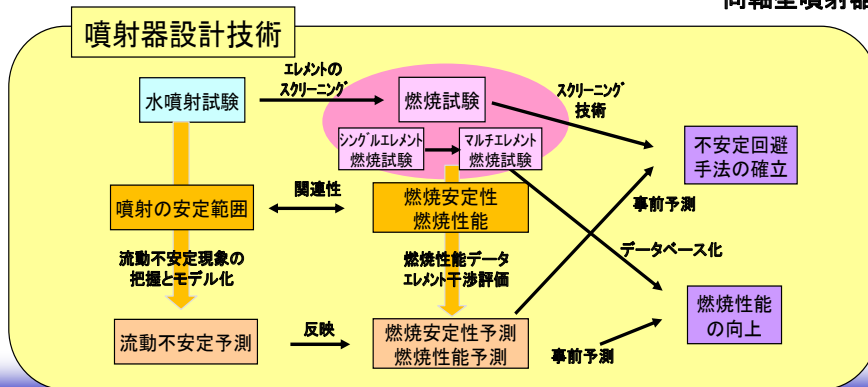 同軸型噴射器
噴射器設計技術
エレメントの
スクリーニング
水噴射試験
燃焼試験
スクリーニング
技術
シングルエレメント
燃焼試験
マルチエレメント
燃焼試験
不安定回避
手法の確立
噴射の安定範囲
関連性
燃焼安定性
燃焼性能
事前予測
流動不安定現象の
把握とモデル化
燃焼性能データ
エレメント干渉評価
データベース化
燃焼性能
の向上
流動不安定予測
反映
燃焼安定性予測
燃焼性能予測
事前予測